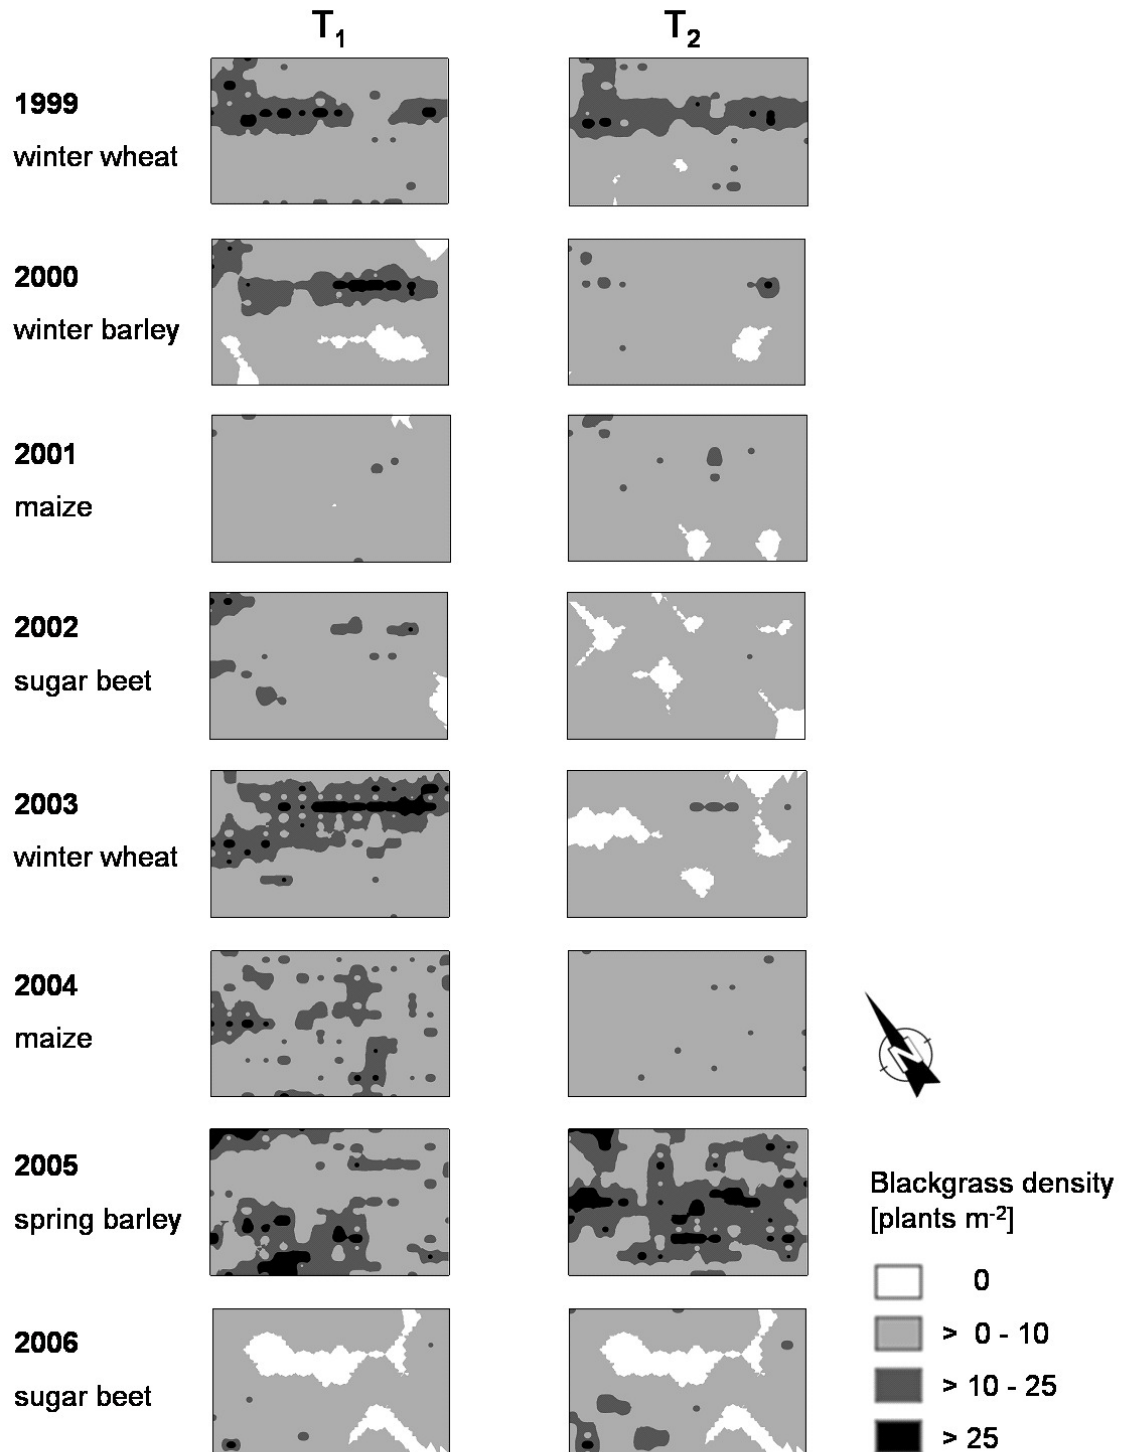 T₁ T₂
1999
winter wheat
2000
winter barley
2001
maize
2002
sugar beet
2003
winter wheat
2004
maize
N
2005
spring barley
Blackgrass density
[plants m⁻²]
0
> 0 - 10
2006
sugar beet
> 10 - 25
> 25